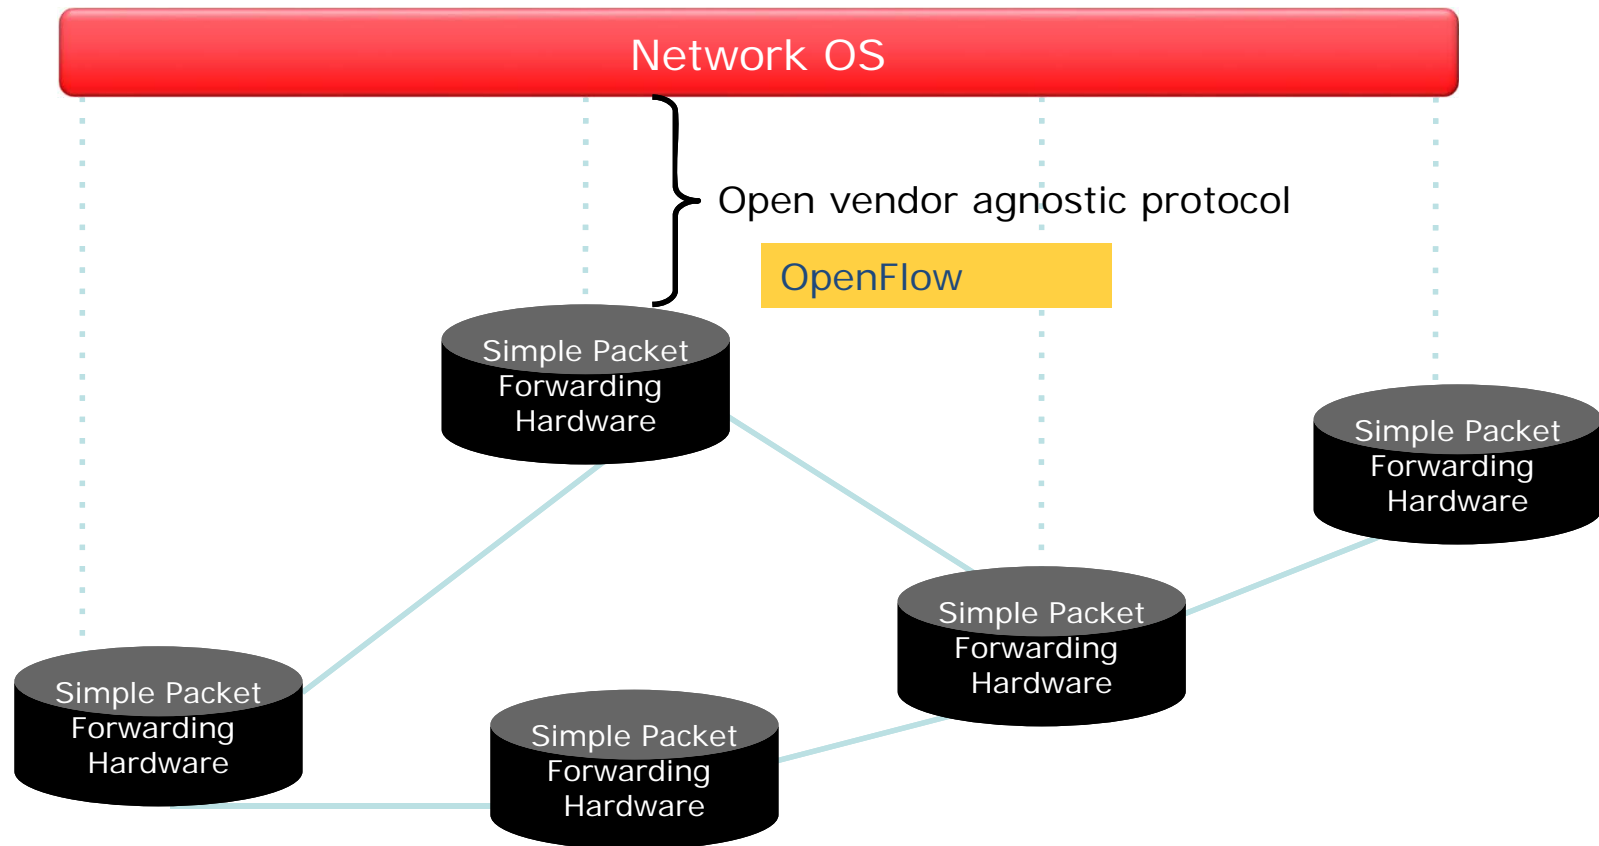 Network OS
Open vendor agnostic protocol
OpenFlow
Simple Packet
Forwarding
Hardware
Simple Packet
Forwarding
Hardware
Simple Packet
Forwarding
Hardware
Simple Packet
Forwarding
Hardware
Simple Packet
Forwarding
Hardware